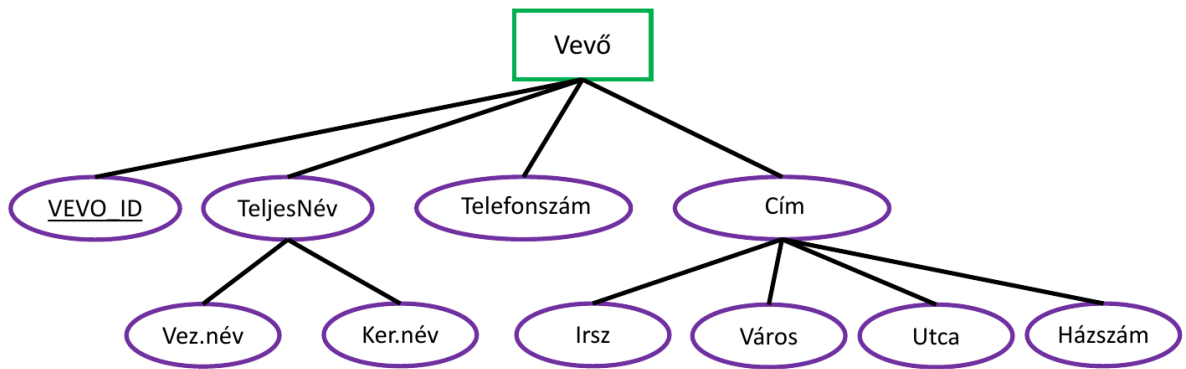 Vevő
VEVO_ID
TeljesNév
Telefonszám
Cím
Vez.név
Ker.név
Irsz
Város
Utca
Házszám